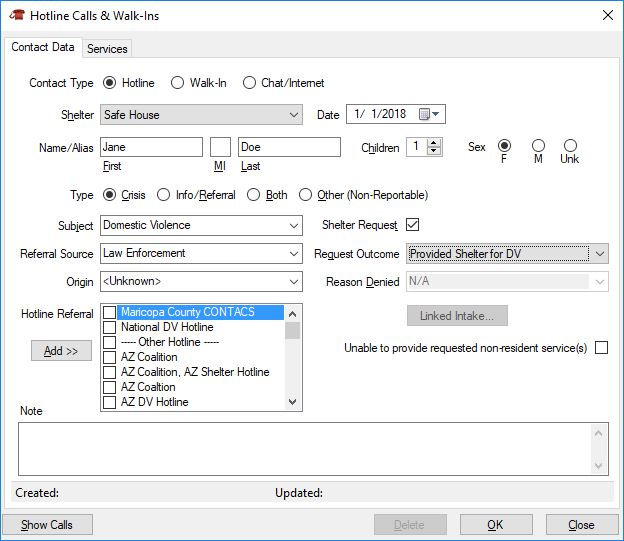 Hotline Calls & Walk-Ins
Contact Data Services
Contact Type Hotline Walk-In Chat/Internet
Shelter Safe House Date 1/ 1/2018
Name/Alias Jane Doe Children 1 Sex F M Unk
First MI Last
Type Crisis Info/Referral Both Other (Non-Reportable)
Subject Domestic Violence Shelter Request
Referral Source Law Enforcement Request Outcome Provided Shelter for DV
Origin <Unknown> Reason Denied N/A
Hotline Referral Maricopa County CONTACS Linked Intake...
National DV Hotline
----- Other Hotline -----
Add >> AZ Coalition Unable to provide requested non-resident service(s)
AZ Coalition, AZ Shelter Hotline
AZ Coaltion
AZ DV Hotline
Note
Created: Updated:
Show Calls Delete OK Close